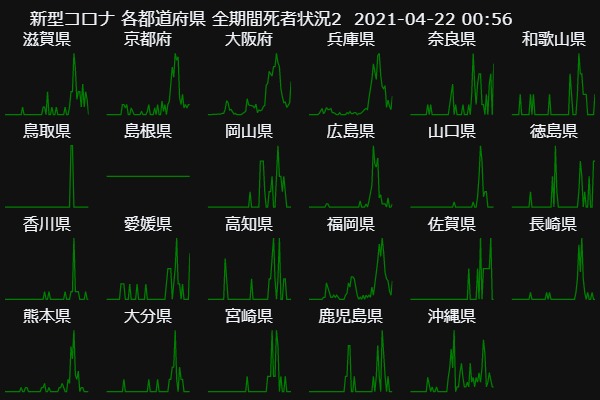 新型コロナ 各都道府県 全期間死者状況2 2021-04-22 00:56
滋賀県 京都府 大阪府 兵庫県 奈良県 和歌山県
鳥取県 島根県 岡山県 広島県 山口県 徳島県
香川県 愛媛県 高知県 福岡県 佐賀県 長崎県
熊本県 大分県 宮崎県 鹿児島県 沖縄県